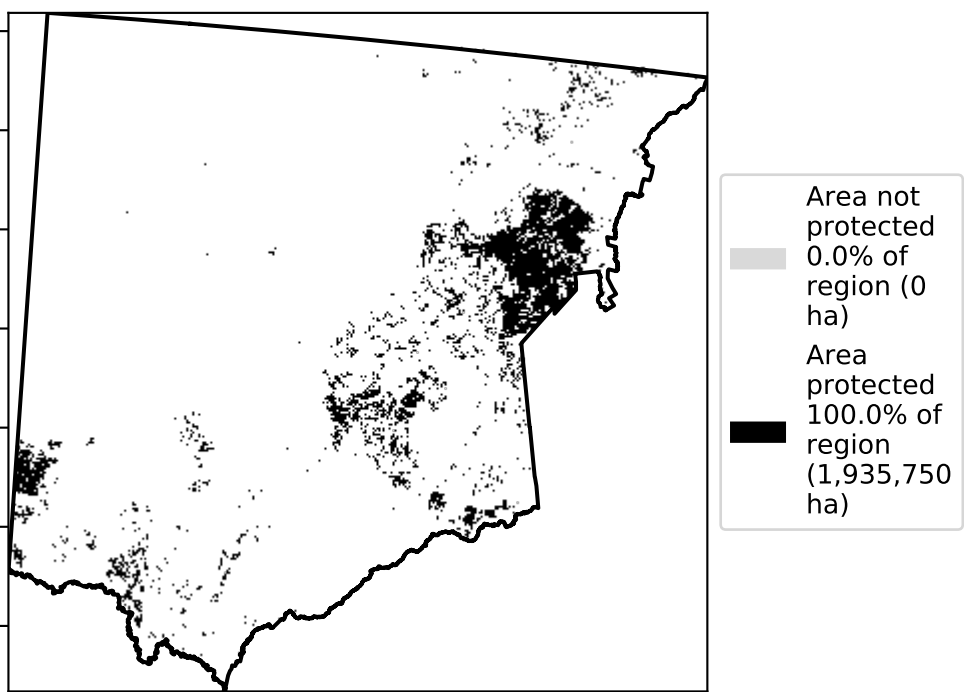 Area not
protected
0.0% of
region (0
ha)
Area
protected
100.0% of
region
(1,935,750
ha)